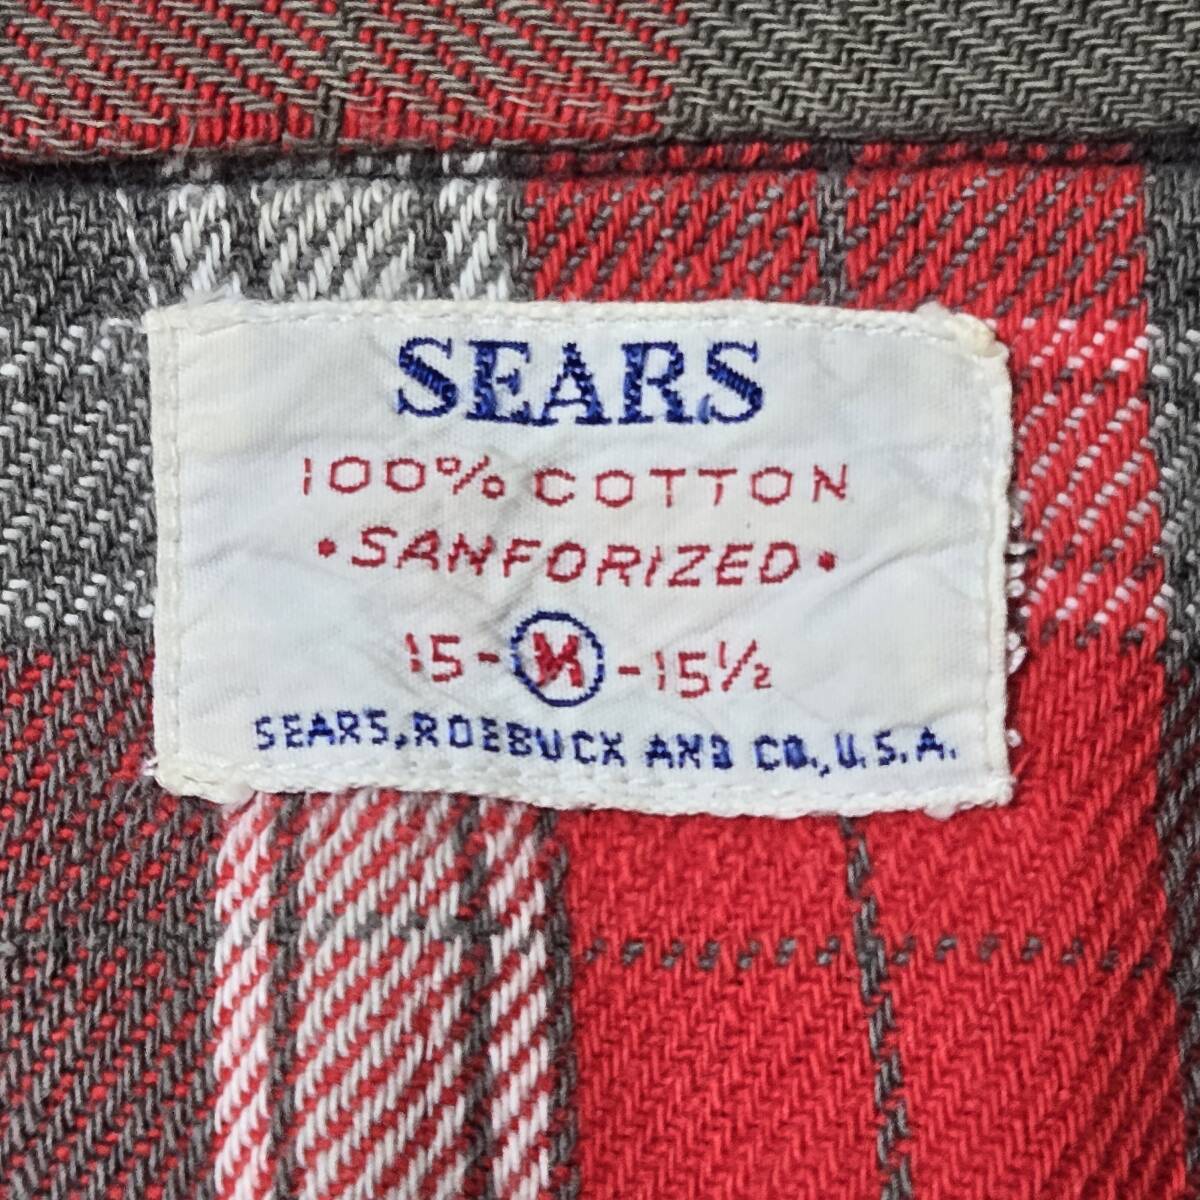 SEARS
100% COTTON
•SANFORIZED•
15-M-15½
SEARS, ROEBUCK AND CO., U.S.A.